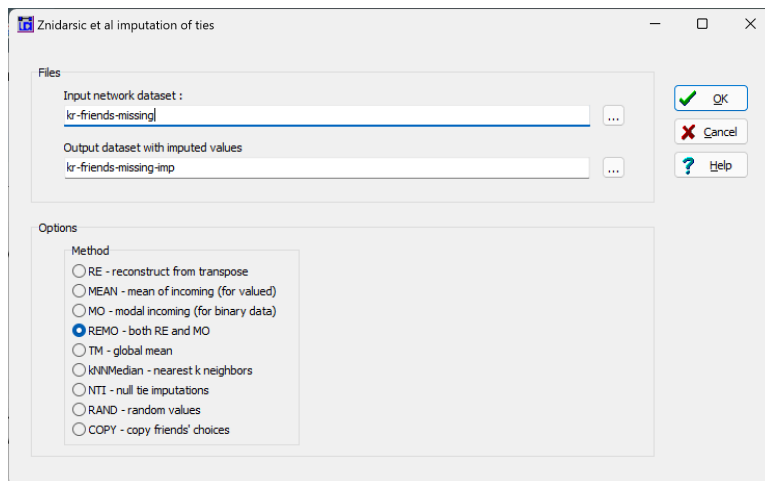 Znidarsic et al imputation of ties
Files
Input network dataset :
kr-friends-missing
...
Output dataset with imputed values
kr-friends-missing-imp
...
OK
Cancel
? Help
Options
Method
RE - reconstruct from transpose
MEAN - mean of incoming (for valued)
MO - modal incoming (for binary data)
REMO - both RE and MO
TM - global mean
kNNMedian - nearest k neighbors
NTI - null tie imputations
RAND - random values
COPY - copy friends' choices